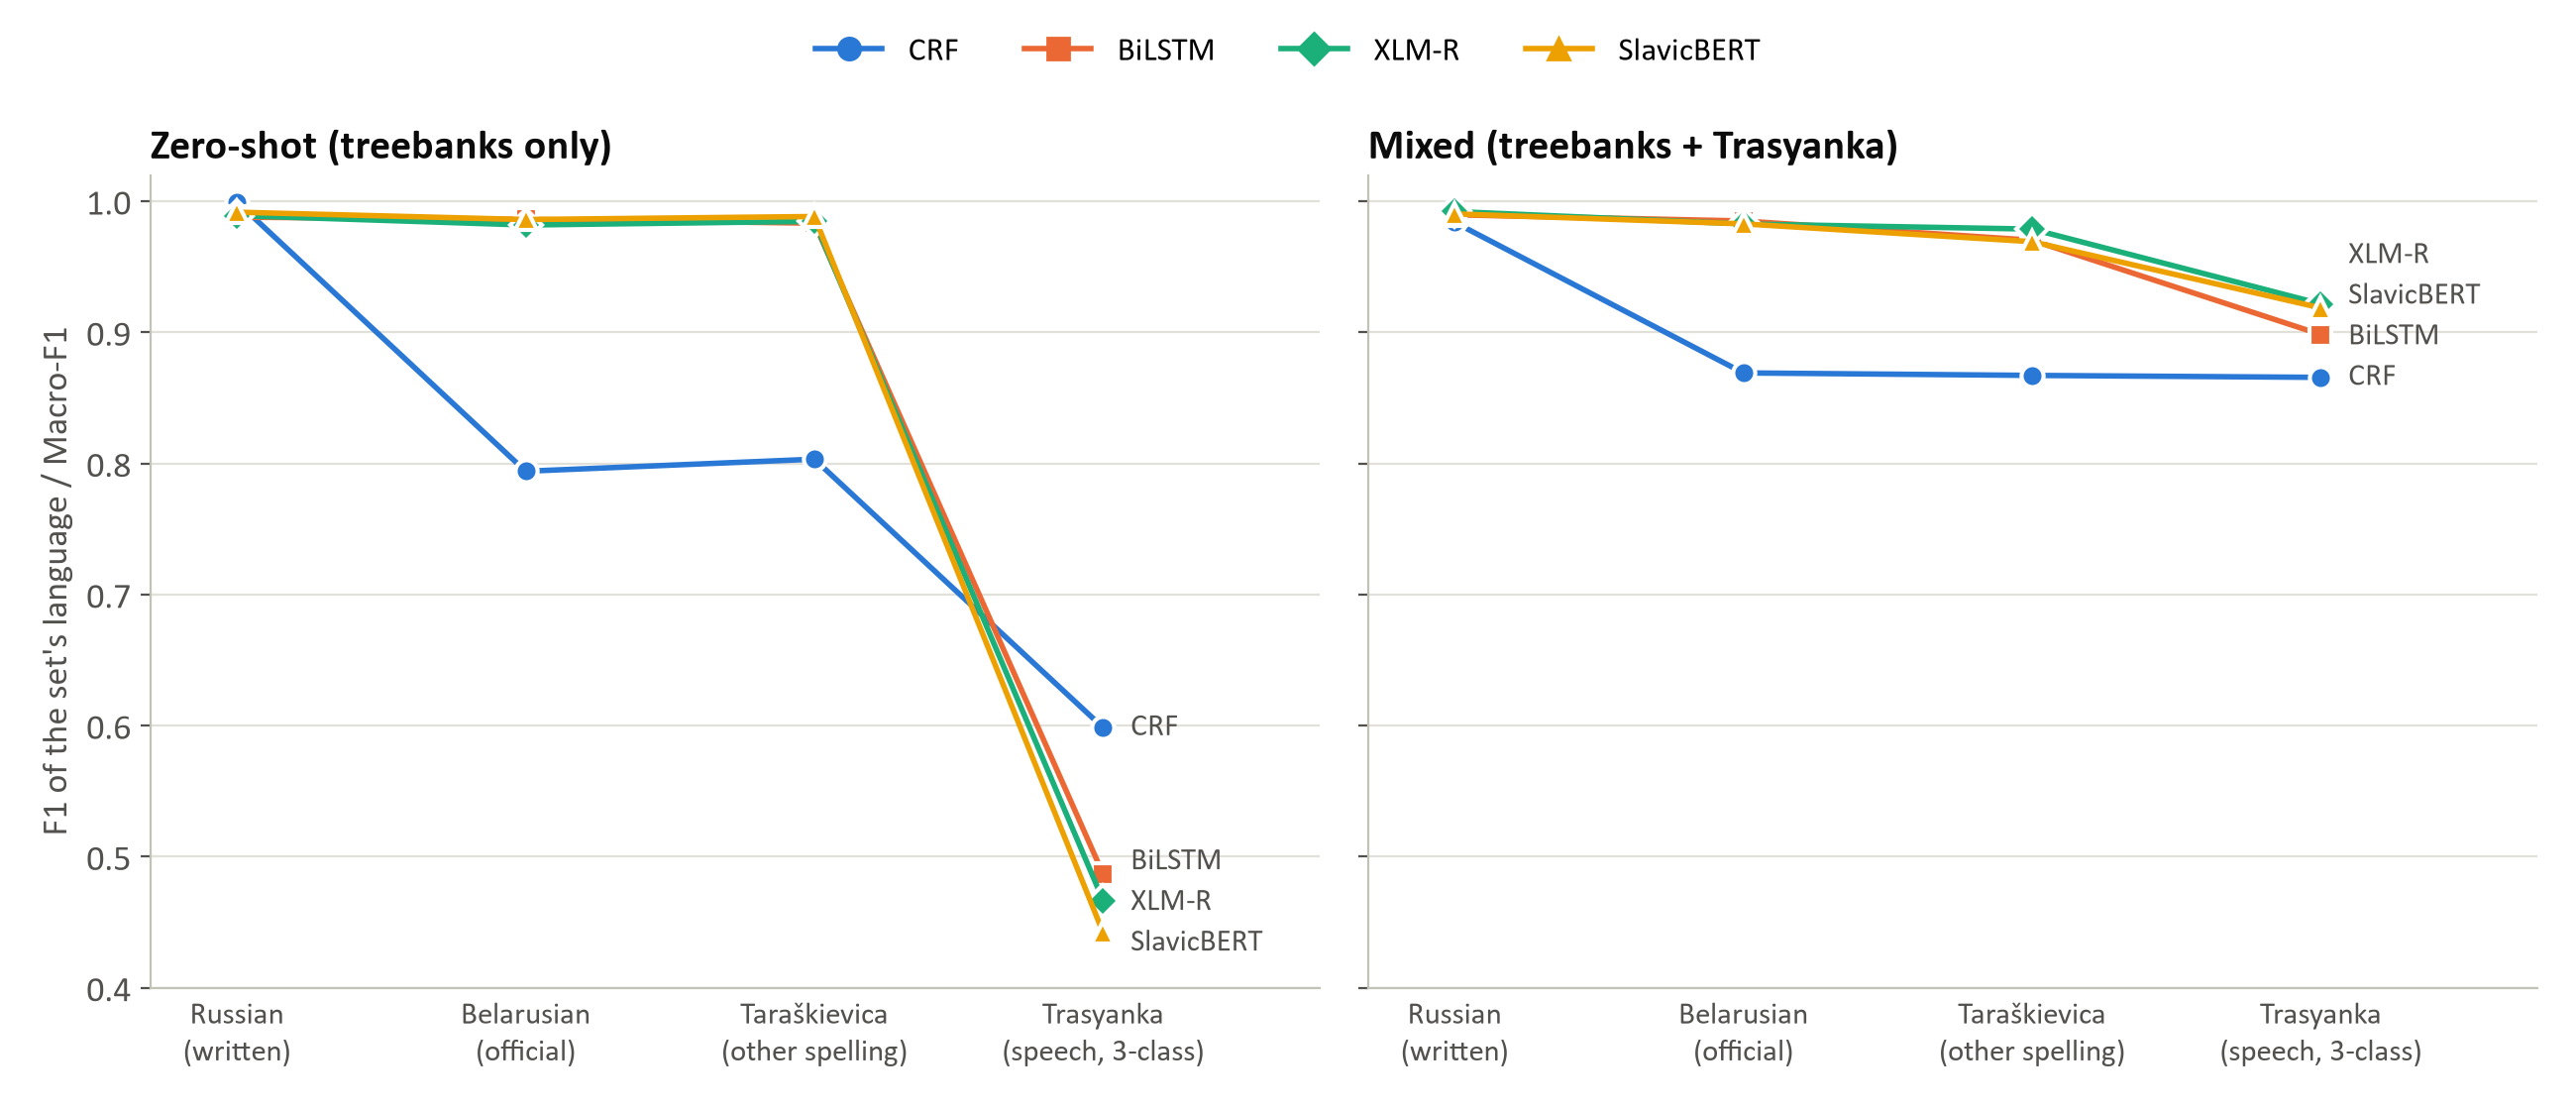 CRF BiLSTM XLM-R SlavicBERT
Zero-shot (treebanks only)
Mixed (treebanks + Trasyanka)
F1 of the set's language / Macro-F1
1.0
0.9
0.8
0.7
0.6
0.5
0.4
CRF
BiLSTM
XLM-R
SlavicBERT
Russian
(written)
Belarusian
(official)
Taraškievica
(other spelling)
Trasyanka
(speech, 3-class)
XLM-R
SlavicBERT
BiLSTM
CRF
Russian
(written)
Belarusian
(official)
Taraškievica
(other spelling)
Trasyanka
(speech, 3-class)